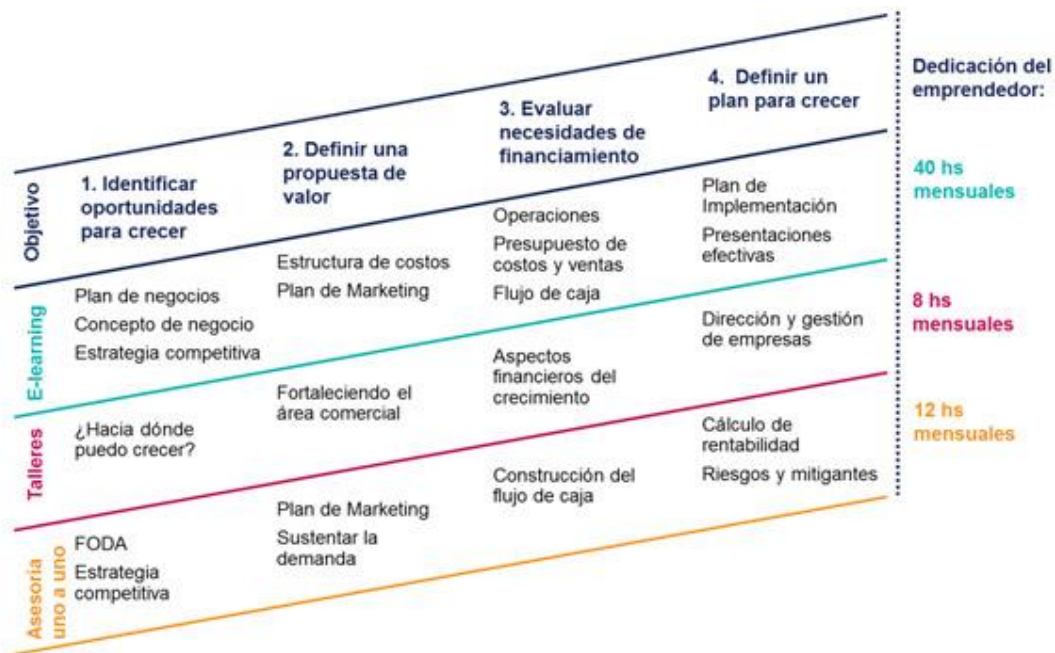 Objetivo
1. Identificar
oportunidades
para crecer
2. Definir una
propuesta de
valor
3. Evaluar
necesidades de
financiamiento
4. Definir un
plan para crecer
Dedicación del
emprendedor:
E-learning
Plan de negocios
Concepto de negocio
Estrategia competitiva
Estructura de costos
Plan de Marketing
Operaciones
Presupuesto de
costos y ventas
Flujo de caja
Plan de
Implementación
Presentaciones
efectivas
40 hs
mensuales
Talleres
¿Hacia dónde
puedo crecer?
Fortaleciendo el
área comercial
Aspectos
financieros del
crecimiento
Dirección y gestión
de empresas
8 hs
mensuales
Asesoría
uno a uno
FODA
Estrategia
competitiva
Plan de Marketing
Sustentar la
demanda
Construcción del
flujo de caja
Cálculo de
rentabilidad
Riesgos y mitigantes
12 hs
mensuales